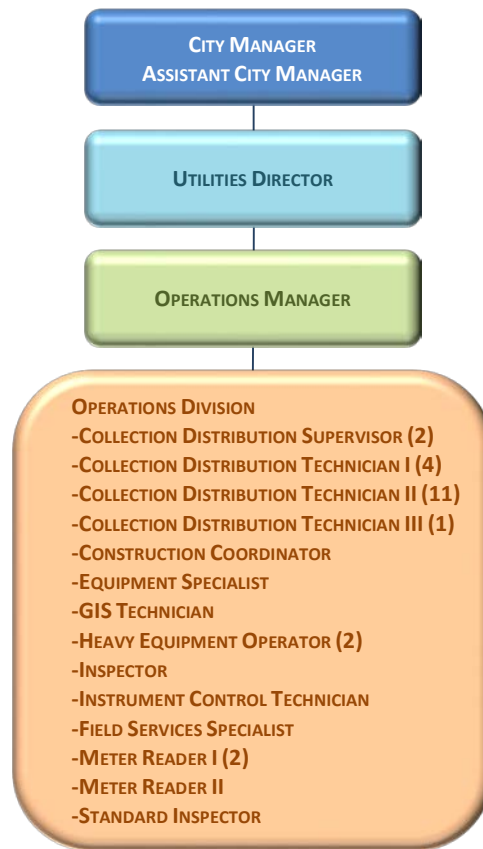 City Manager
Assistant City Manager
Utilities Director
Operations Manager
Operations Division
-Collection Distribution Supervisor (2)
-Collection Distribution Technician I (4)
-Collection Distribution Technician II (11)
-Collection Distribution Technician III (1)
-Construction Coordinator
-Equipment Specialist
-GIS Technician
-Heavy Equipment Operator (2)
-Inspector
-Instrument Control Technician
-Field Services Specialist
-Meter Reader I (2)
-Meter Reader II
-Standard Inspector